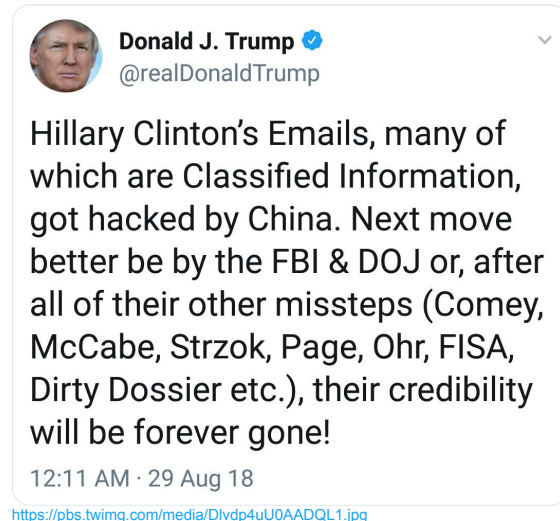 Donald J. Trump
@realDonaldTrump
Hillary Clinton’s Emails, many of
which are Classified Information,
got hacked by China. Next move
better be by the FBI & DOJ or, after
all of their other missteps (Comey,
McCabe, Strzok, Page, Ohr, FISA,
Dirty Dossier etc.), their credibility
will be forever gone!
12:11 AM · 29 Aug 18
https://pbs.twimg.com/media/Dlvdp4uU0AADQL1.jpg